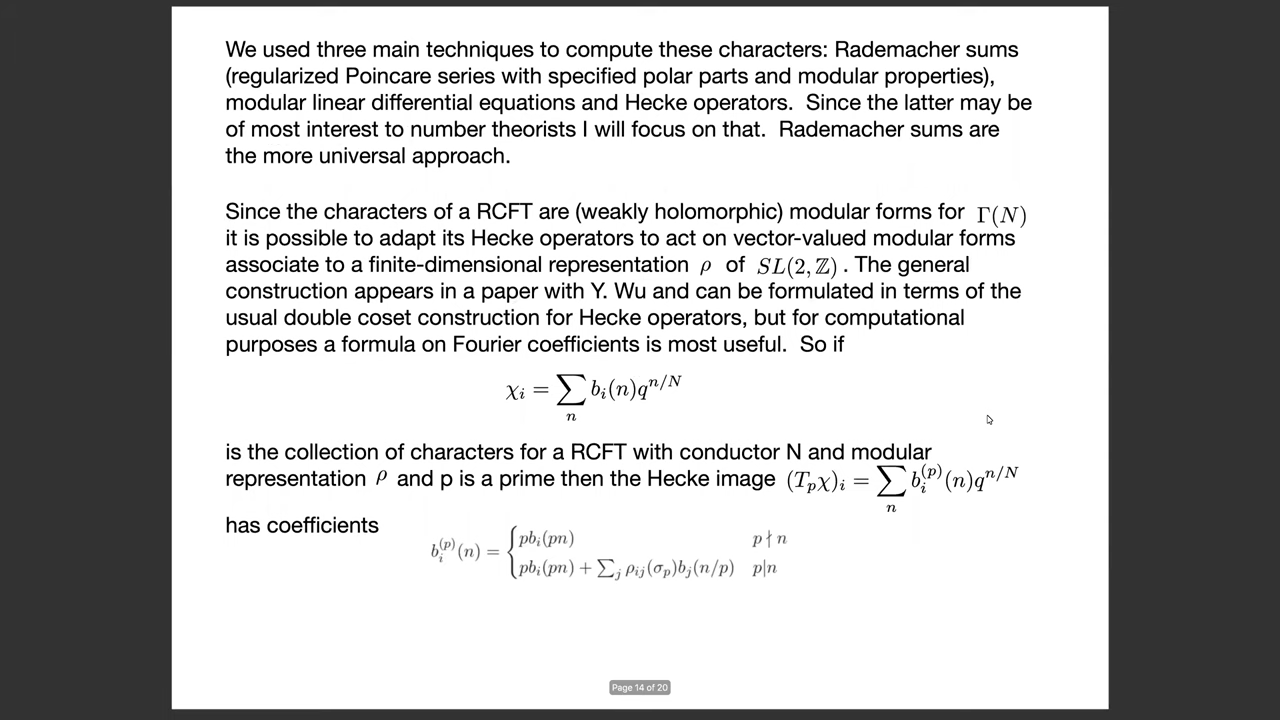 We used three main techniques to compute these characters: Rademacher sums
(regularized Poincare series with specified polar parts and modular properties),
modular linear differential equations and Hecke operators. Since the latter may be
of most interest to number theorists I will focus on that. Rademacher sums are
the more universal approach.
Since the characters of a RCFT are (weakly holomorphic) modular forms for Γ(N)
it is possible to adapt its Hecke operators to act on vector-valued modular forms
associate to a finite-dimensional representation ρ of SL(2,ℤ). The general
construction appears in a paper with Y. Wu and can be formulated in terms of the
usual double coset construction for Hecke operators, but for computational
purposes a formula on Fourier coefficients is most useful. So if
χ_i = ∑_n b_i(n)q^{n/N}
is the collection of characters for a RCFT with conductor N and modular
representation ρ and p is a prime then the Hecke image (T_pχ)_i = ∑_n b_i^{(p)}(n)q^{n/N}
has coefficients
b_i^{(p)}(n) = { pb_i(pn) p∤n
pb_i(pn) + ∑_j ρ_{ij}(σ_p)b_j(n/p) p|n
Page 14 of 20